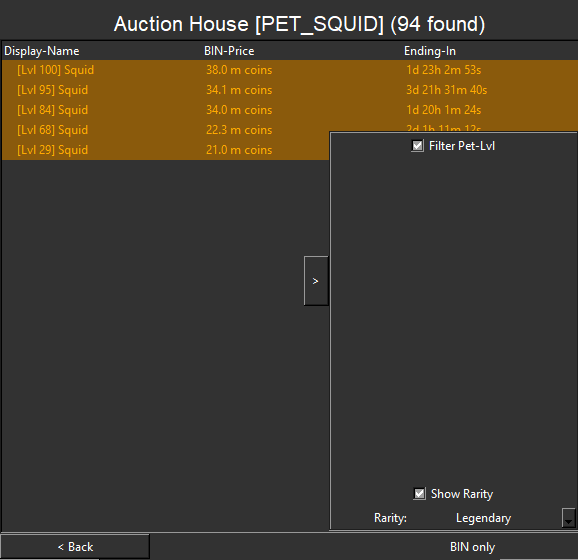 Auction House [PET_SQUID] (94 found)
Display-Name BIN-Price Ending-In
[Lvl 100] Squid 38.0 m coins 1d 23h 2m 53s
[Lvl 95] Squid 34.1 m coins 3d 21h 31m 40s
[Lvl 84] Squid 34.0 m coins 1d 20h 1m 24s
[Lvl 68] Squid 22.3 m coins 2d 1h 11m 12s
[Lvl 29] Squid 21.0 m coins
Filter Pet-Lvl
>
Show Rarity
Rarity: Legendary
< Back BIN only